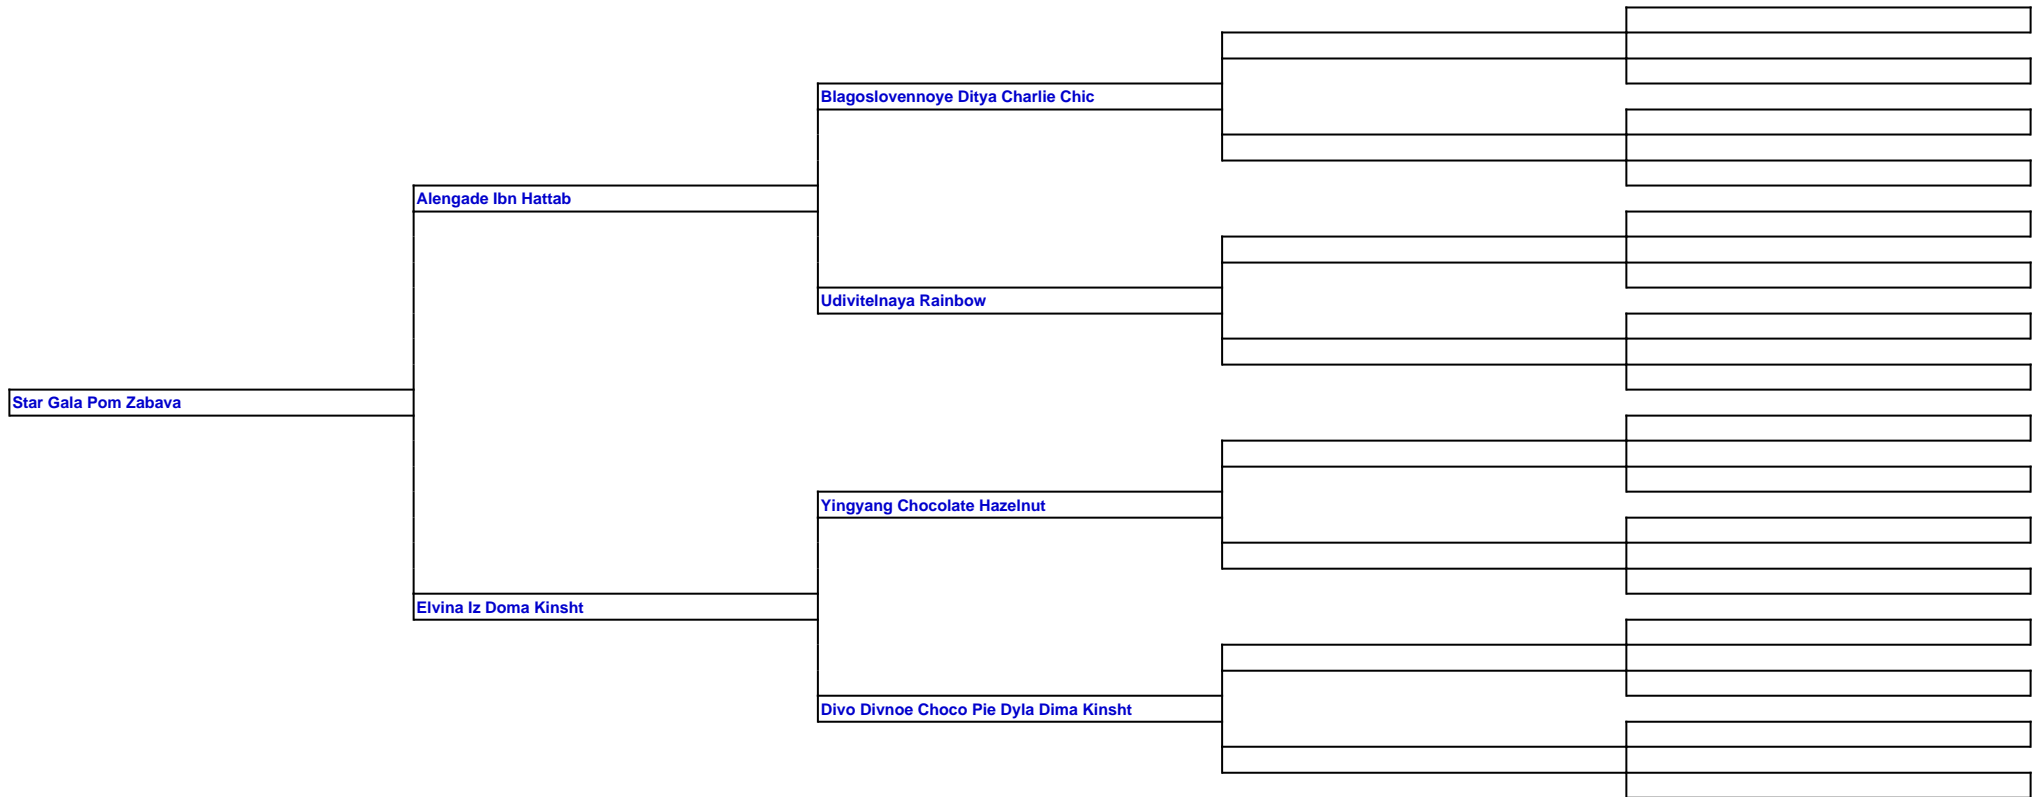 Blagoslovennoye Ditya Charlie Chic
Alengade Ibn Hattab
Udivitelnaya Rainbow
Star Gala Pom Zabava
Yingyang Chocolate Hazelnut
Elvina Iz Doma Kinsht
Divo Divnoe Choco Pie Dyla Dima Kinsht